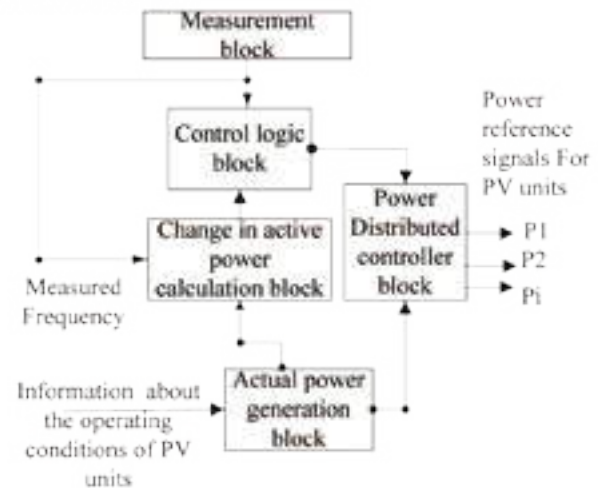 Measurement
block
Control logic
block
Power
reference
signals For
PV units
Power
Distributed
controller
block
P1
P2
Pi
Change in active
power
calculation block
Measured
Frequency
Actual power
generation
block
Information about
the operating
conditions of PV
units